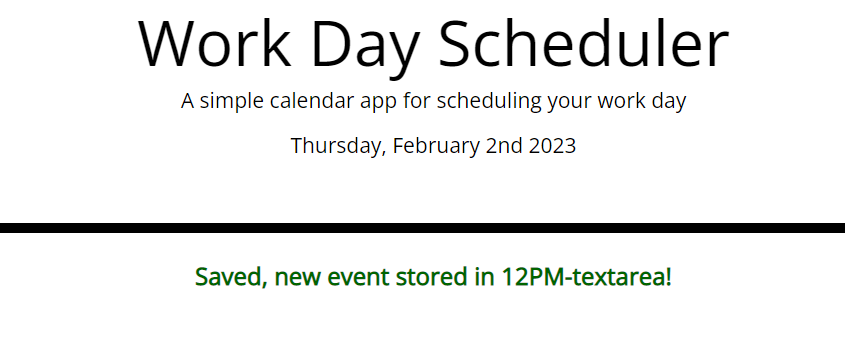 Work Day Scheduler
A simple calendar app for scheduling your work day
Thursday, February 2nd 2023
Saved, new event stored in 12PM-textarea!